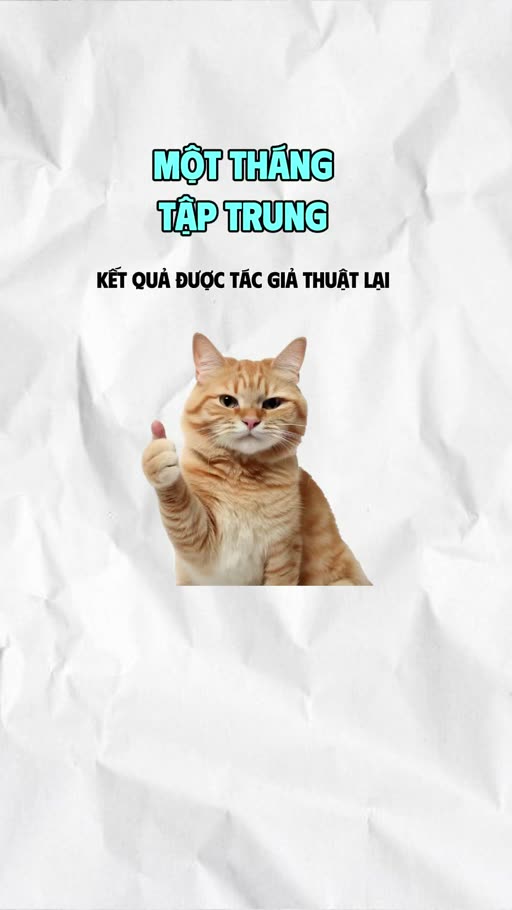 MỘT THÁNG
TẬP TRUNG
KẾT QUẢ ĐƯỢC TÁC GIẢ THUẬT LẠI